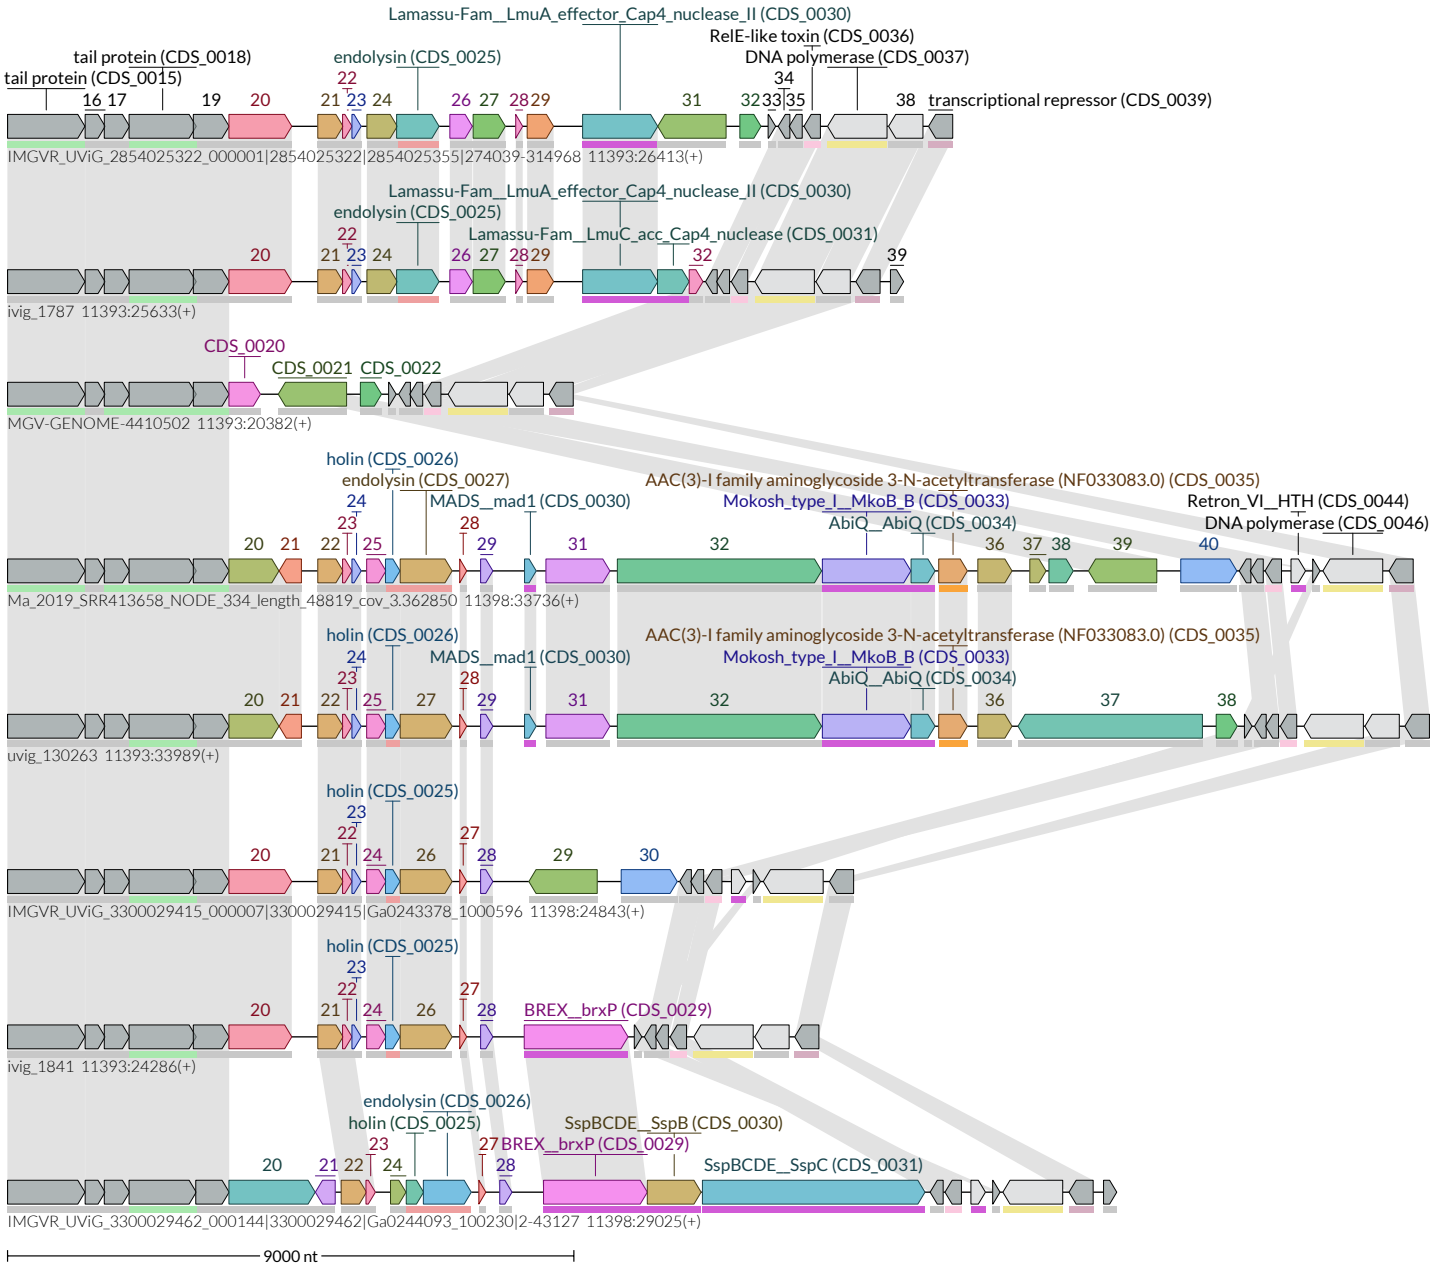 Lamassu-Fam__LmuA_effector_Cap4_nuclease_II (CDS_0030)
RelE-like toxin (CDS_0036)
tail protein (CDS_0018) endolysin (CDS_0025) DNA polymerase (CDS_0037)
tail protein (CDS_0015) 22 34
16 17 19 20 21 23 24 26 27 28 29 31 32 33 35 38 transcriptional repressor (CDS_0039)
IMGVR_UViG_2854025322_000001|2854025322|2854025355|274039-314968 11393:26413(+)
Lamassu-Fam__LmuA_effector_Cap4_nuclease_II (CDS_0030)
endolysin (CDS_0025)
22 Lamassu-Fam__LmuC_acc_Cap4_nuclease (CDS_0031)
20 21 23 24 26 27 28 29 32 39
ivig_1787 11393:25633(+)
CDS_0020
CDS_0021 CDS_0022
MGV-GENOME-4410502 11393:20382(+)
holin (CDS_0026)
endolysin (CDS_0027) AAC(3)-I family aminoglycoside 3-N-acetyltransferase (NF033083.0) (CDS_0035)
24 MADS__mad1 (CDS_0030) Mokosh_type_I__MkoB_B (CDS_0033) Retron_VI__HTH (CDS_0044)
23 28 AbiQ__AbiQ (CDS_0034) DNA polymerase (CDS_0046)
20 21 22 25 29 31 32 36 37 38 39 40
Ma_2019_SRR413658_NODE_334_length_48819_cov_3.362850 11398:33736(+)
holin (CDS_0026) AAC(3)-I family aminoglycoside 3-N-acetyltransferase (NF033083.0) (CDS_0035)
24 MADS__mad1 (CDS_0030) Mokosh_type_I__MkoB_B (CDS_0033)
23 28 AbiQ__AbiQ (CDS_0034)
20 21 22 25 27 29 31 32 36 37 38
uvig_130263 11393:33989(+)
holin (CDS_0025)
23
22 27
20 21 24 26 28 29 30
IMGVR_UViG_3300029415_000007|3300029415|Ga0243378_1000596 11398:24843(+)
holin (CDS_0025)
23
22 27
20 21 24 26 28 BREX__brxP (CDS_0029)
ivig_1841 11393:24286(+)
endolysin (CDS_0026)
holin (CDS_0025) SspBCDE__SspB (CDS_0030)
23 27 BREX__brxP (CDS_0029)
20 21 22 24 28 SspBCDE__SspC (CDS_0031)
IMGVR_UViG_3300029462_000144|3300029462|Ga0244093_100230|2-43127 11398:29025(+)
9000 nt